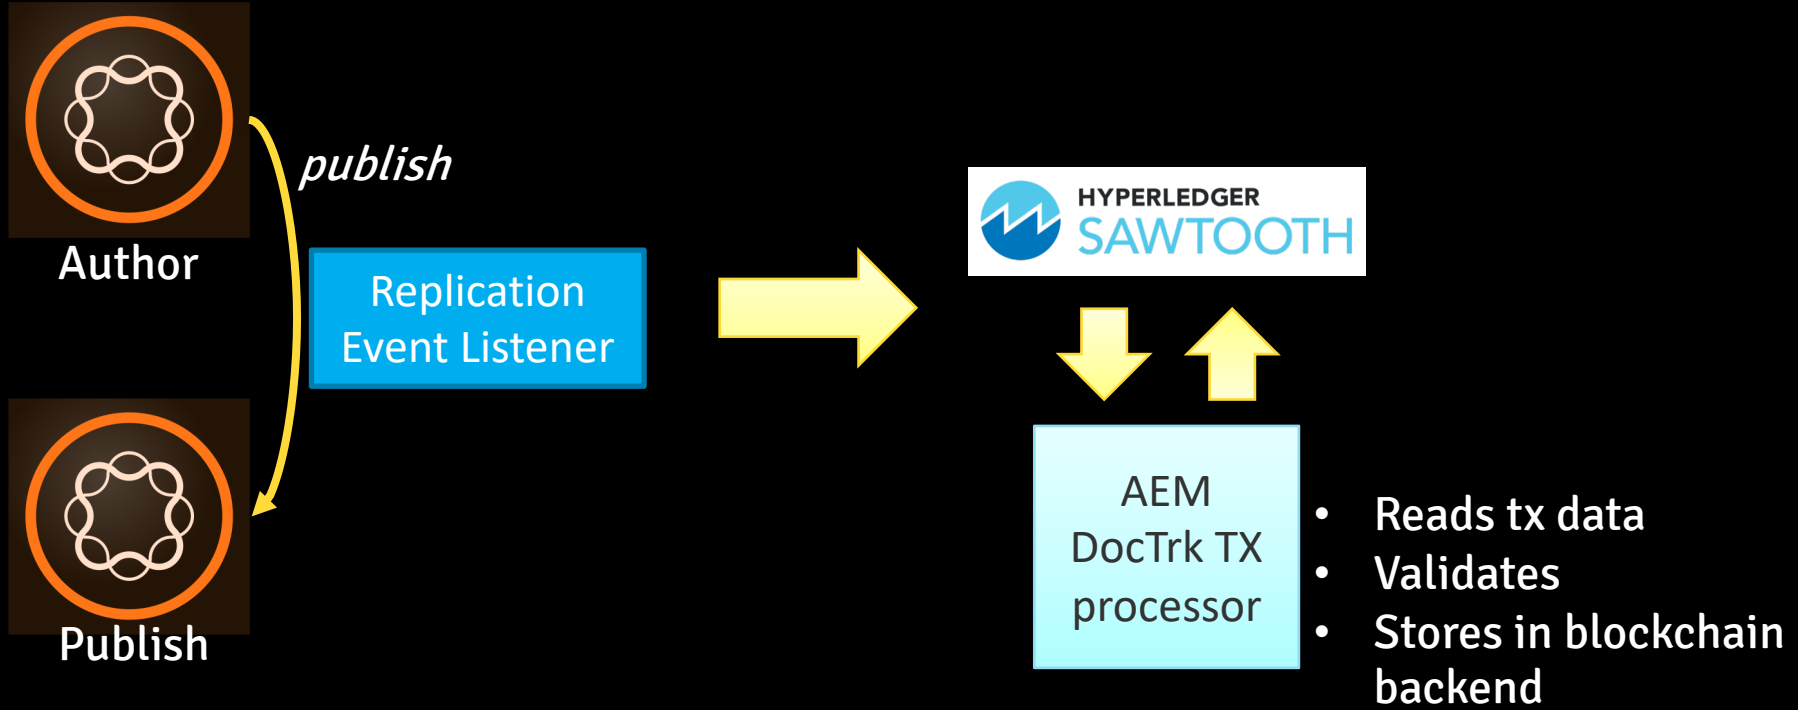 publish
Author
Replication
Event Listener
HYPERLEDGER
SAWTOOTH
Publish
AEM
DocTrk TX
processor
• Reads tx data
• Validates
• Stores in blockchain
backend